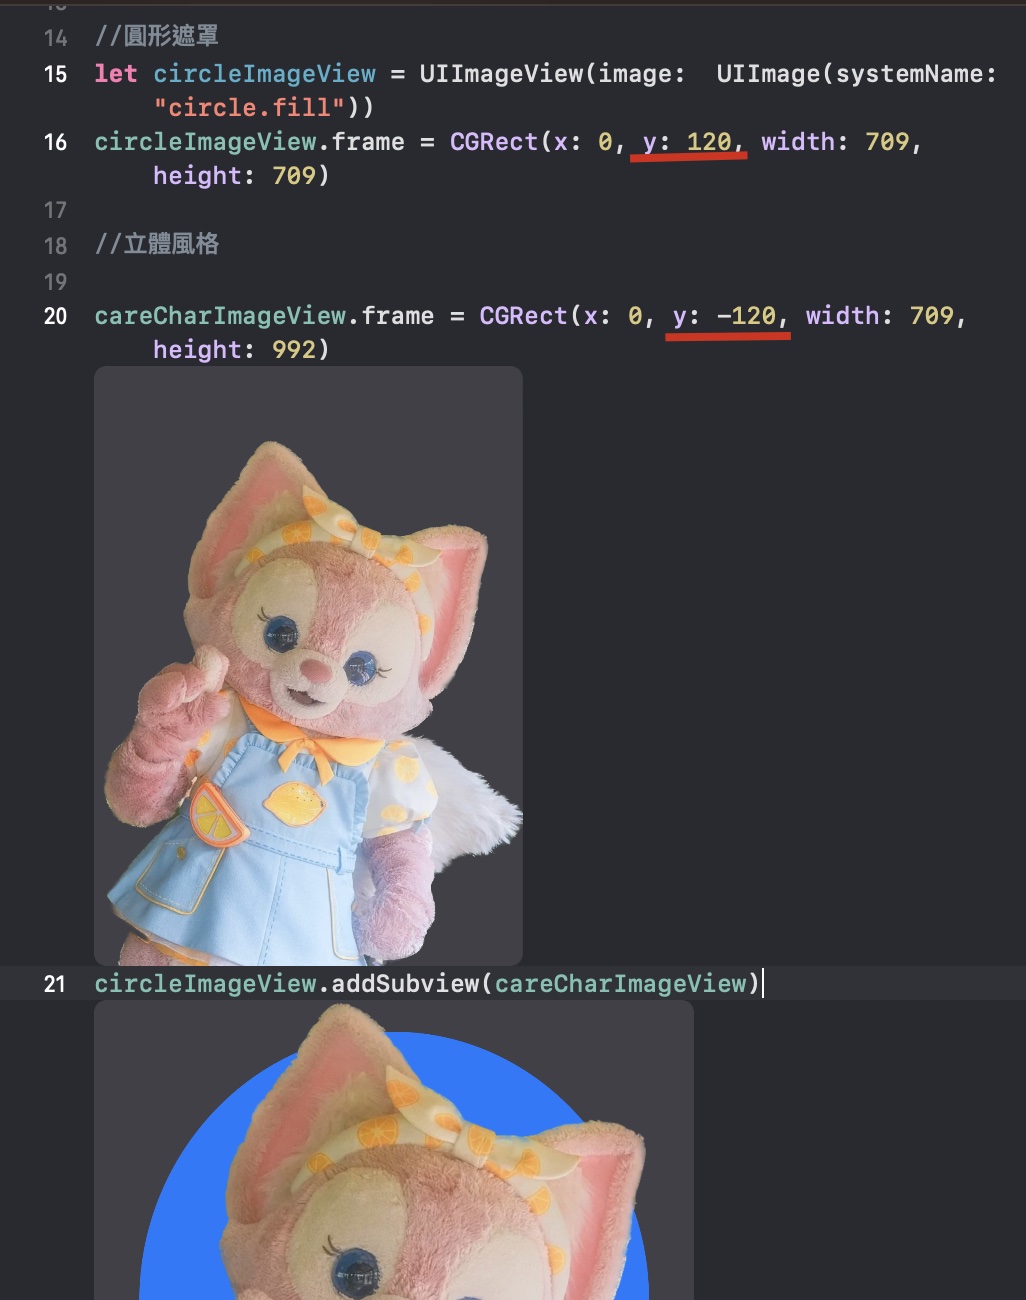 14 //圓形遮罩
15 let circleImageView = UIImageView(image:  UIImage(systemName:
"circle.fill"))
16 circleImageView.frame = CGRect(x: 0, y: 120, width: 709,
height: 709)
17
18 //立體風格
19
20 careCharImageView.frame = CGRect(x: 0, y: -120, width: 709,
height: 992)
21 circleImageView.addSubview(careCharImageView)